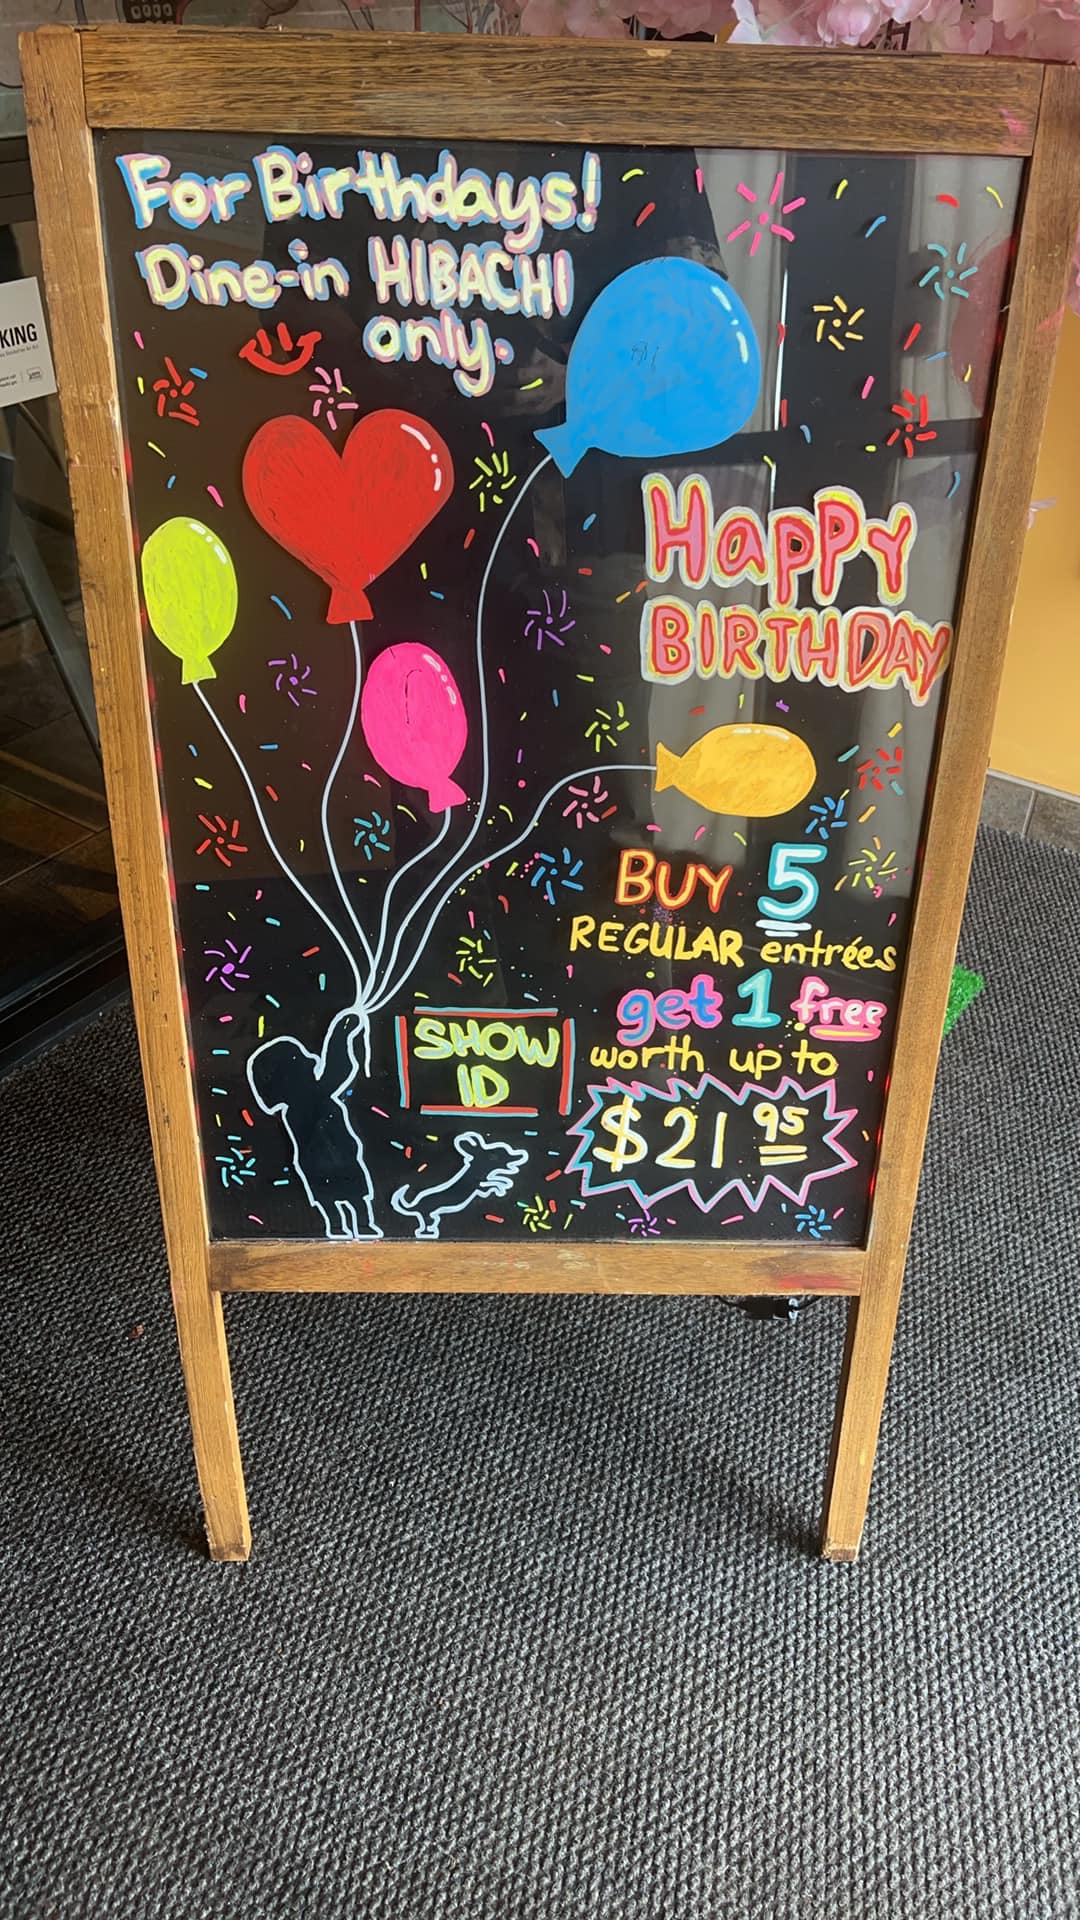 For Birthdays!
Dine-in HIBACHI
only.
KING
Happy
BIRTHDAY
BUY 5
REGULAR entrées
get 1 free
worth up to
$21 95
SHOW
ID